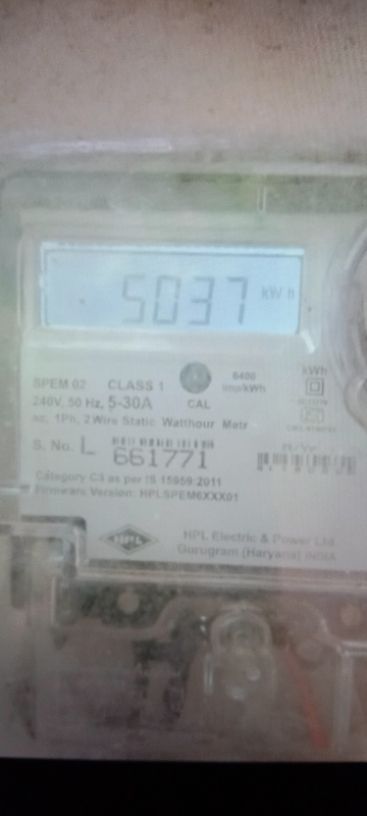 5037 kWh
SPEM 02 CLASS 1 6400 imp/kWh kWh
240V, 50 Hz, 5-30A CAL
ac, 1Ph, 2 Wire Static Watthour Metr
S. No. L 661771
Category C3 as per IS 15959:2011
Firmware Version: HPLSPEM6XXX01
HPL HPL Electric & Power Ltd
Gurugram (Haryana) INDIA